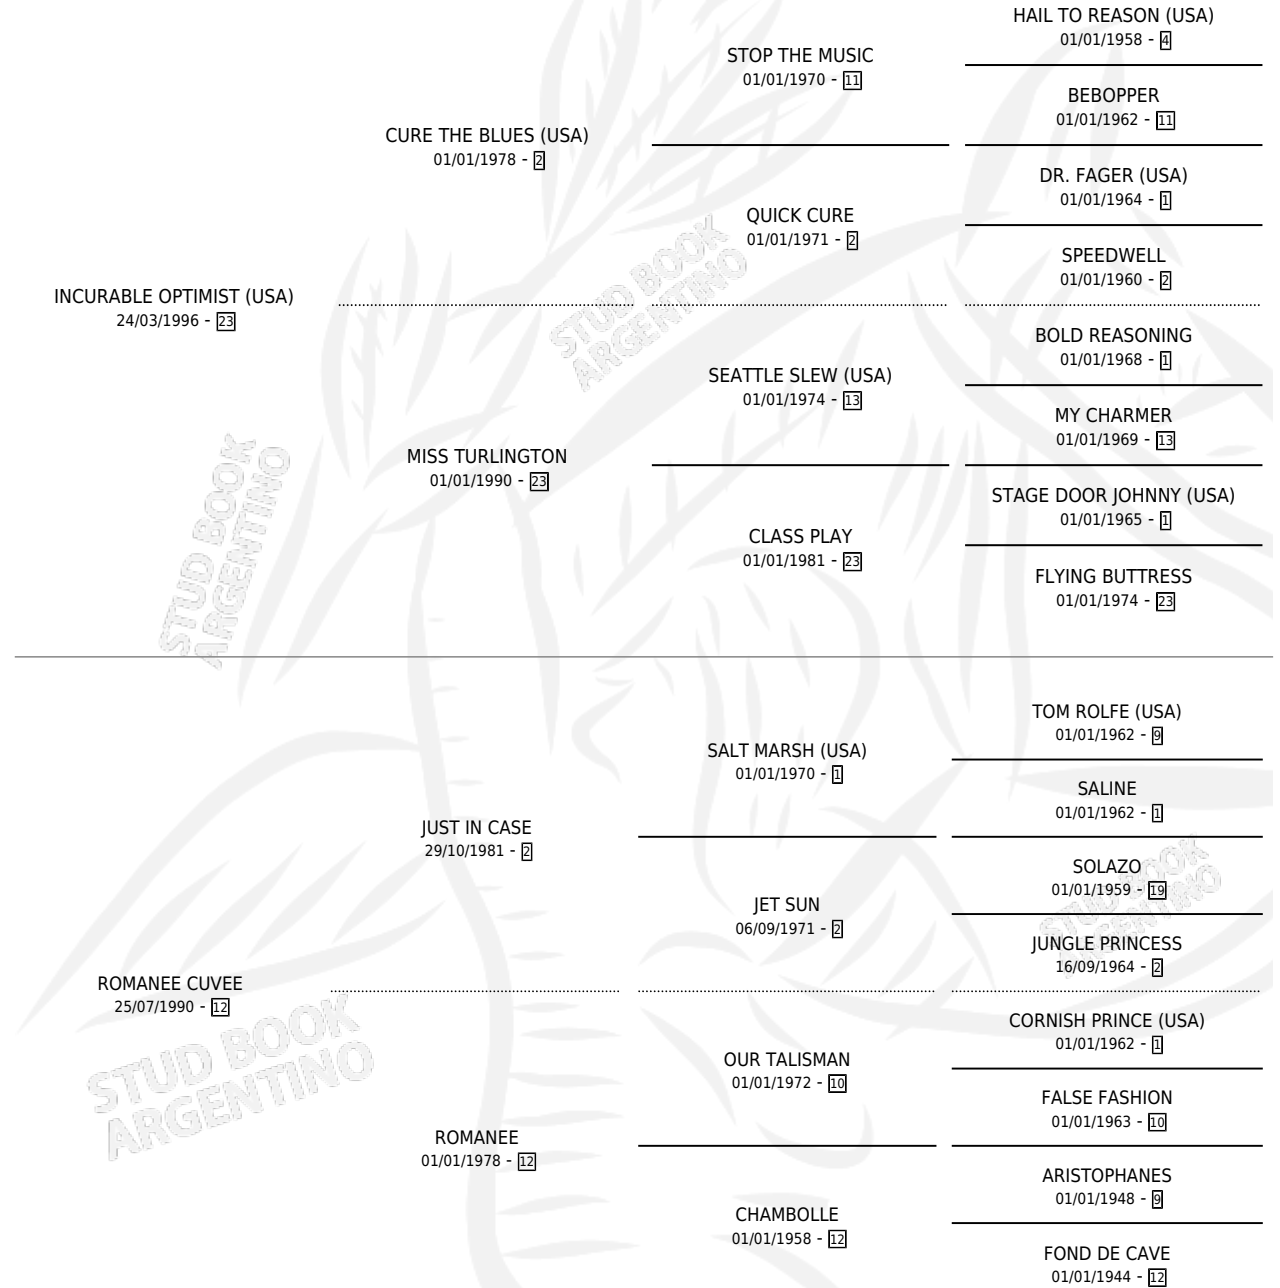 HAIL TO REASON (USA)
01/01/1958 - 4
STOP THE MUSIC
01/01/1970 - 11
BEBOPPER
01/01/1962 - 11
CURE THE BLUES (USA)
01/01/1978 - 2
DR. FAGER (USA)
01/01/1964 - 1
QUICK CURE
01/01/1971 - 2
SPEEDWELL
01/01/1960 - 2
INCURABLE OPTIMIST (USA)
24/03/1996 - 23
BOLD REASONING
01/01/1968 - 1
SEATTLE SLEW (USA)
01/01/1974 - 13
MY CHARMER
01/01/1969 - 13
MISS TURLINGTON
01/01/1990 - 23
STAGE DOOR JOHNNY (USA)
01/01/1965 - 1
CLASS PLAY
01/01/1981 - 23
FLYING BUTTRESS
01/01/1974 - 23
TOM ROLFE (USA)
01/01/1962 - 9
SALT MARSH (USA)
01/01/1970 - 1
SALINE
01/01/1962 - 1
JUST IN CASE
29/10/1981 - 2
SOLAZO
01/01/1959 - 19
JET SUN
06/09/1971 - 2
JUNGLE PRINCESS
16/09/1964 - 2
ROMANEE CUVEE
25/07/1990 - 12
CORNISH PRINCE (USA)
01/01/1962 - 1
OUR TALISMAN
01/01/1972 - 10
FALSE FASHION
01/01/1963 - 10
ROMANEE
01/01/1978 - 12
ARISTOPHANES
01/01/1948 - 9
CHAMBOLLE
01/01/1958 - 12
FOND DE CAVE
01/01/1944 - 12
STUD BOOK
ARGENTINO
STUD BOOK
ARGENTINO
STUD BOOK
ARGENTINO
STUD BOOK
ARGENTINO